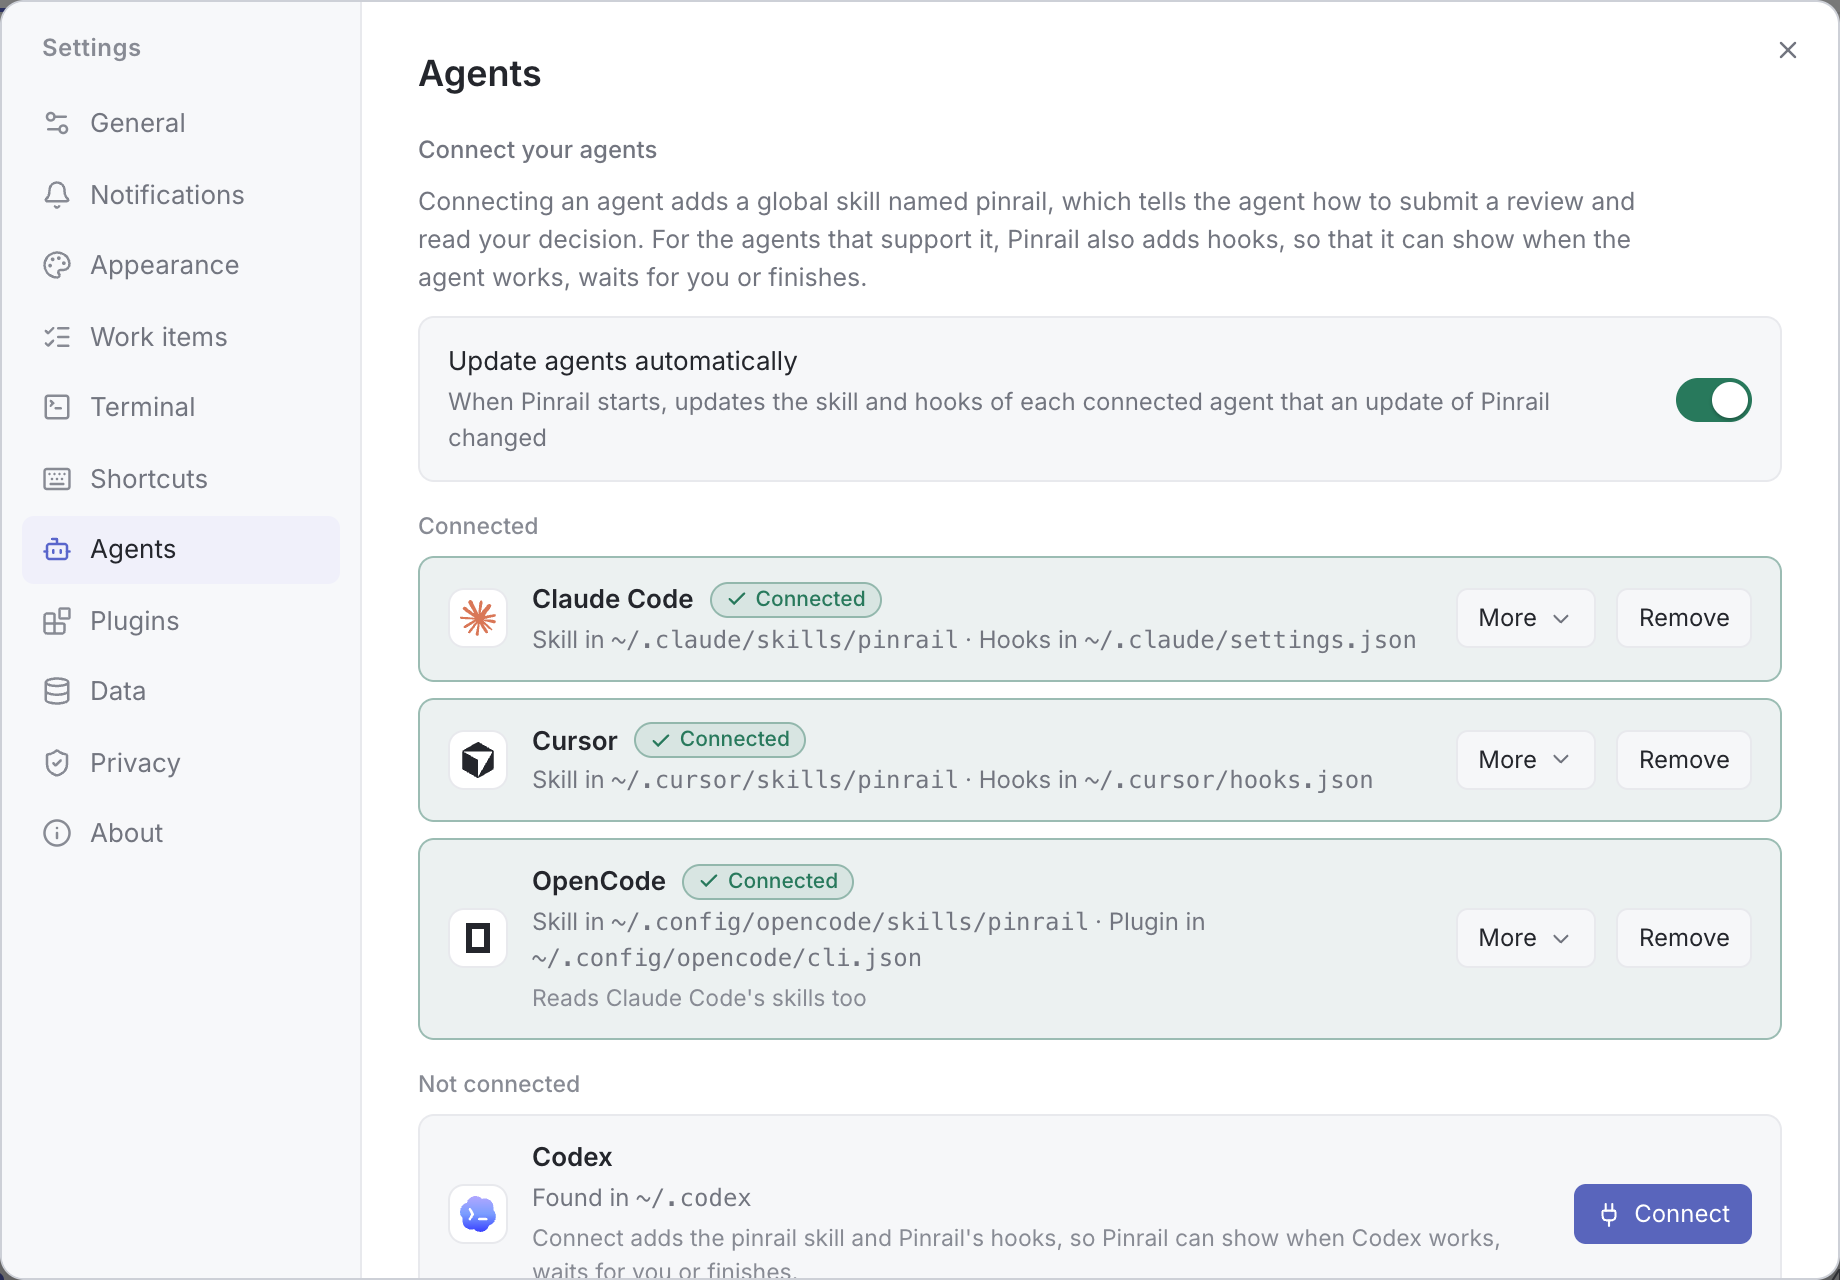 Settings
General
Notifications
Appearance
Work items
Terminal
Shortcuts
Agents
Plugins
Data
Privacy
About
Agents
Connect your agents
Connecting an agent adds a global skill named pinrail, which tells the agent how to submit a review and
read your decision. For the agents that support it, Pinrail also adds hooks, so that it can show when the
agent works, waits for you or finishes.
Update agents automatically
When Pinrail starts, updates the skill and hooks of each connected agent that an update of Pinrail
changed
Connected
Claude Code Connected
Skill in ~/.claude/skills/pinrail · Hooks in ~/.claude/settings.json
More Remove
Cursor Connected
Skill in ~/.cursor/skills/pinrail · Hooks in ~/.cursor/hooks.json
More Remove
OpenCode Connected
Skill in ~/.config/opencode/skills/pinrail · Plugin in
~/.config/opencode/cli.json
Reads Claude Code's skills too
More Remove
Not connected
Codex
Found in ~/.codex
Connect adds the pinrail skill and Pinrail's hooks, so Pinrail can show when Codex works,
waits for you or finishes.
Connect